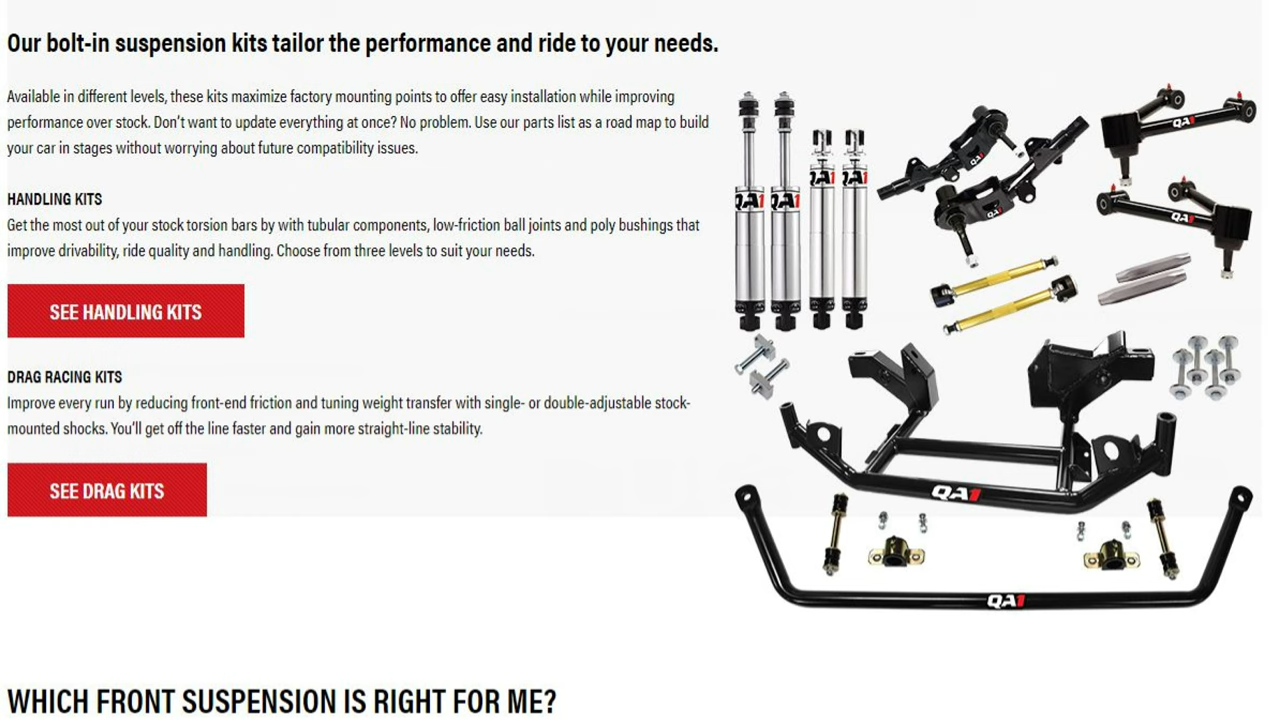 Our bolt-in suspension kits tailor the performance and ride to your needs.
Available in different levels, these kits maximize factory mounting points to offer easy installation while improving
performance over stock. Don't want to update everything at once? No problem. Use our parts list as a road map to build
your car in stages without worrying about future compatibility issues.
HANDLING KITS
Get the most out of your stock torsion bars by with tubular components, low-friction ball joints and poly bushings that
improve drivability, ride quality and handling. Choose from three levels to suit your needs.
SEE HANDLING KITS
DRAG RACING KITS
Improve every run by reducing front-end friction and tuning weight transfer with single- or double-adjustable stock-
mounted shocks. You'll get off the line faster and gain more straight-line stability.
SEE DRAG KITS
QA1
QA1
QA1
QA1
QA1
QA1
QA1
QA1
QA1
QA1
WHICH FRONT SUSPENSION IS RIGHT FOR ME?